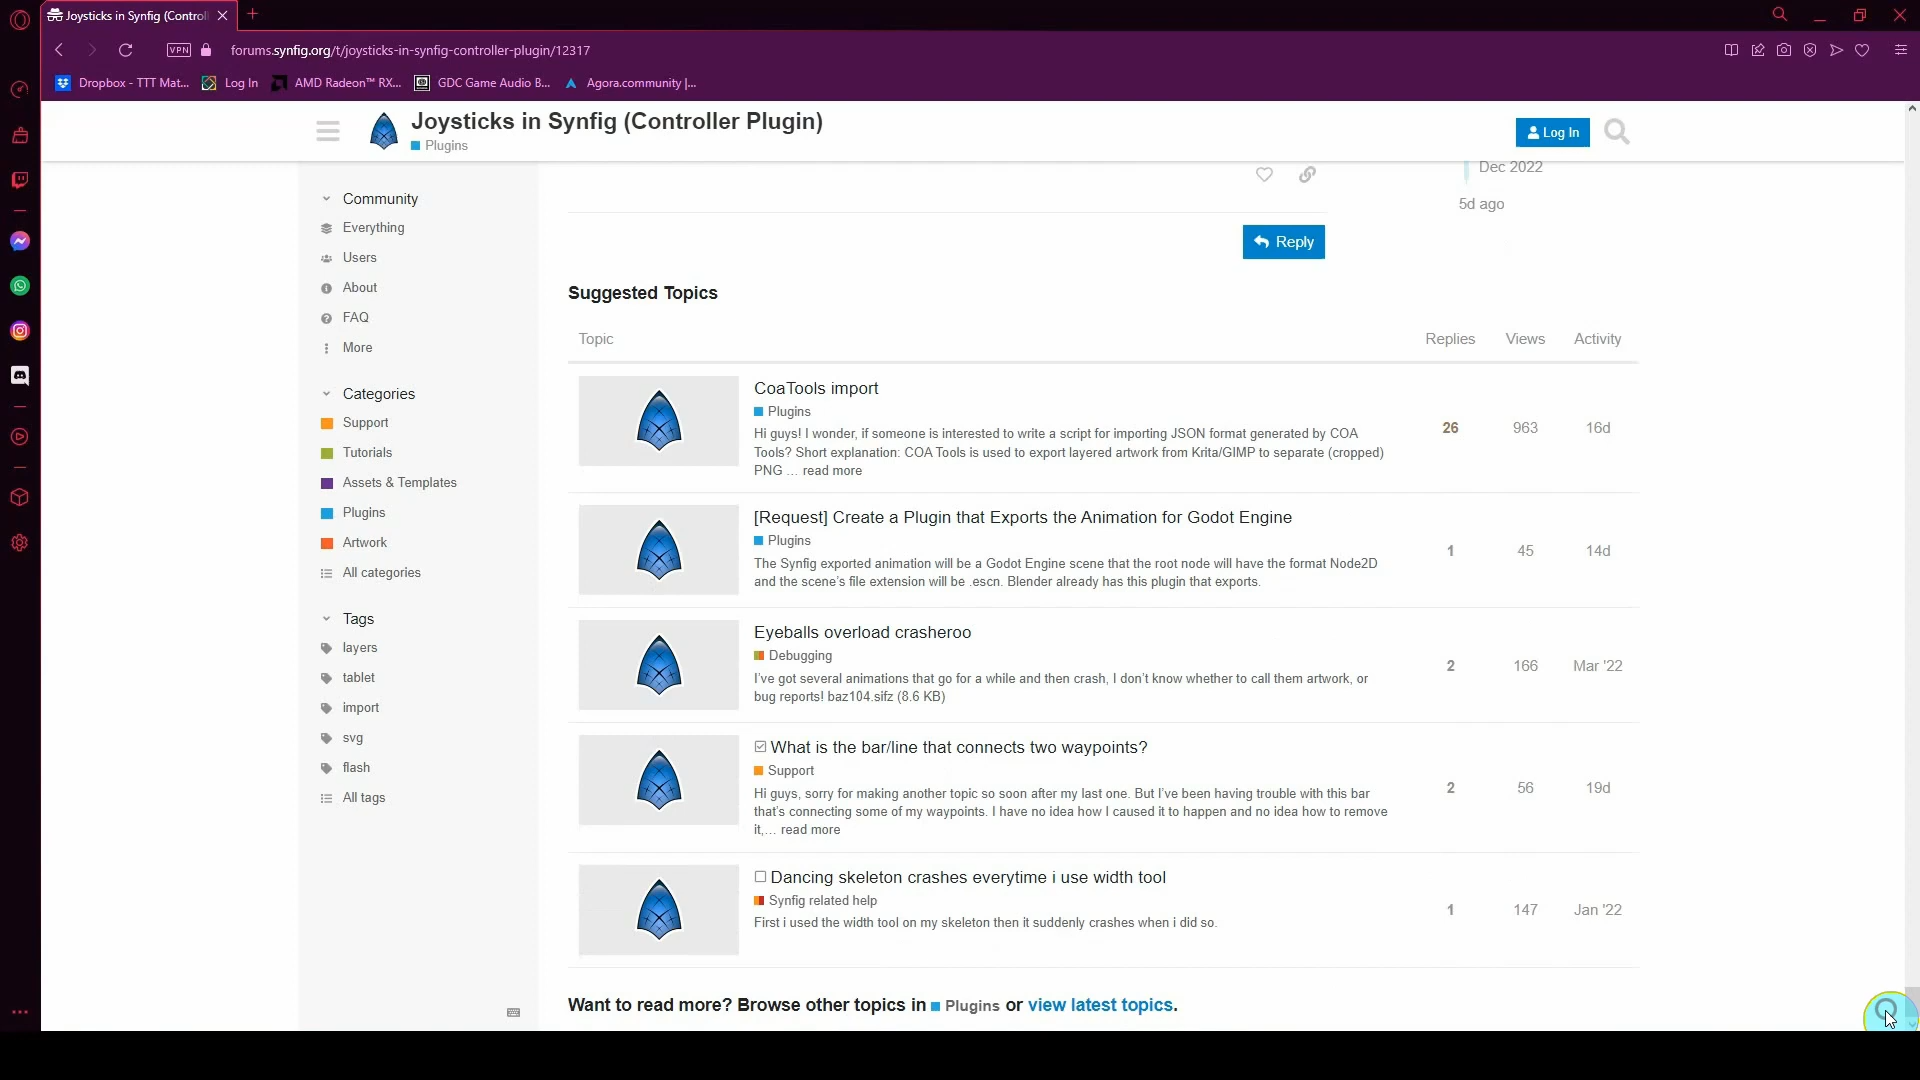 Joysticks in Synfig (Control
VPN
forums.synfig.org/t/joysticks-in-synfig-controller-plugin/12317
Dropbox - TTT Mat...
Log In
AMD Radeon™ RX...
GDC Game Audio B...
Agora.community |...
Joysticks in Synfig (Controller Plugin)
Plugins
Log In
Dec 2022
5d ago
Reply
Community
Everything
Users
About
FAQ
More
Categories
Support
Tutorials
Assets & Templates
Plugins
Artwork
All categories
Tags
layers
tablet
import
svg
flash
All tags
Suggested Topics
Topic Replies Views Activity
CoaTools import
Plugins
Hi guys! I wonder, if someone is interested to write a script for importing JSON format generated by COA
Tools? Short explanation: COA Tools is used to export layered artwork from Krita/GIMP to separate (cropped)
PNG … read more
26 963 16d
[Request] Create a Plugin that Exports the Animation for Godot Engine
Plugins
The Synfig exported animation will be a Godot Engine scene that the root node will have the format Node2D
and the scene's file extension will be .escn. Blender already has this plugin that exports.
1 45 14d
Eyeballs overload crasheroo
Debugging
I've got several animations that go for a while and then crash, I don't know whether to call them artwork, or
bug reports! baz104.sifz (8.6 KB)
2 166 Mar '22
What is the bar/line that connects two waypoints?
Support
Hi guys, sorry for making another topic so soon after my last one. But I've been having trouble with this bar
that's connecting some of my waypoints. I have no idea how I caused it to happen and no idea how to remove
it,… read more
2 56 19d
Dancing skeleton crashes everytime i use width tool
Synfig related help
First i used the width tool on my skeleton then it suddenly crashes when i did so.
1 147 Jan '22
Want to read more? Browse other topics in Plugins or view latest topics.